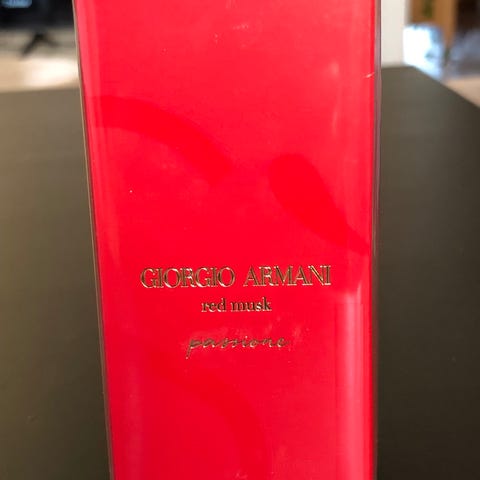 GIORGIO ARMANI
red musk
passione